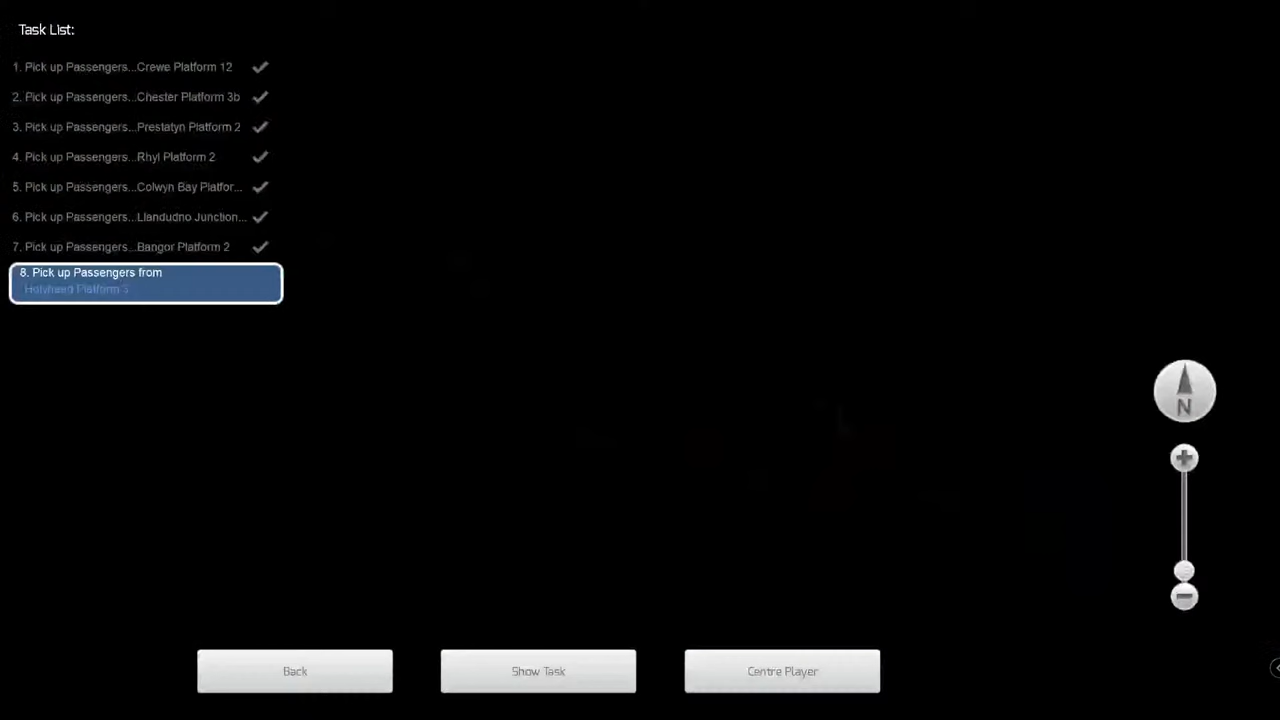 Task List:
1. Pick up Passengers...Crewe Platform 12
2. Pick up Passengers...Chester Platform 3b
3. Pick up Passengers...Prestatyn Platform 2
4. Pick up Passengers...Rhyl Platform 2
5. Pick up Passengers...Colwyn Bay Platfor...
6. Pick up Passengers...Llandudno Junction...
7. Pick up Passengers...Bangor Platform 2
8. Pick up Passengers from
Holyhead Platform
N
Back
Show Task
Centre Player